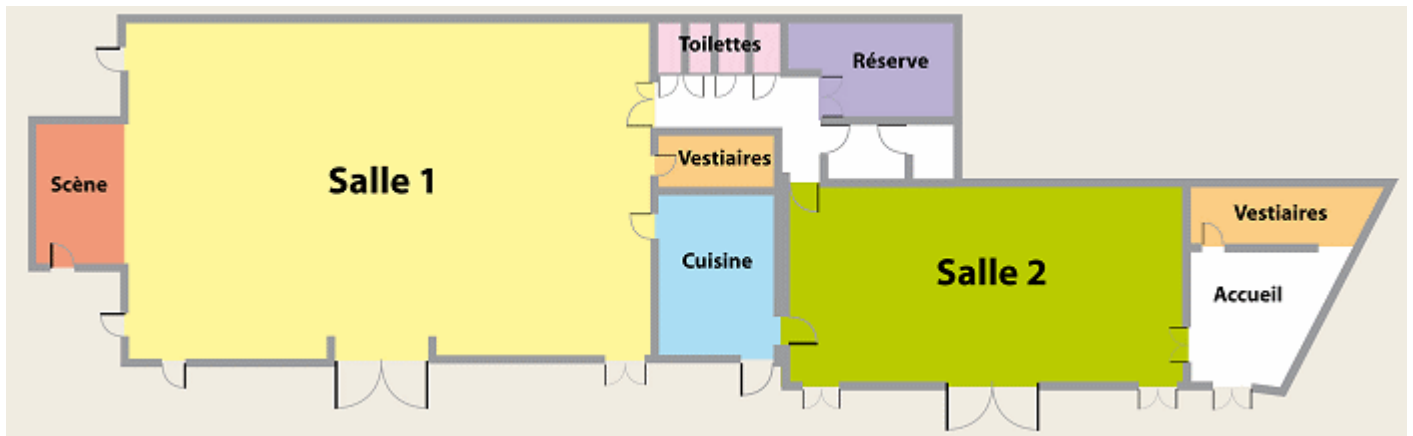 Toilettes
Réserve
Vestiaires
Scène
Salle 1
Vestiaires
Cuisine
Salle 2
Accueil